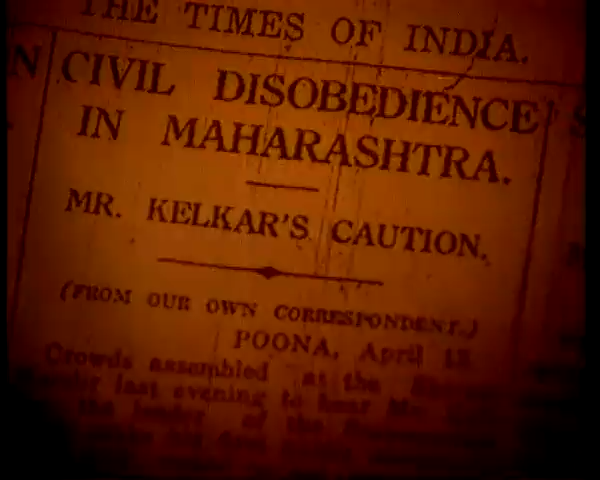 THE TIMES OF INDIA.
N
CIVIL DISOBEDIENCE
IN MAHARASHTRA.
MR. KELKAR'S CAUTION.
(FROM OUR OWN CORRESPONDENT.)
POONA, April
Crowds assembled at the
last evening to hear
the leader of the